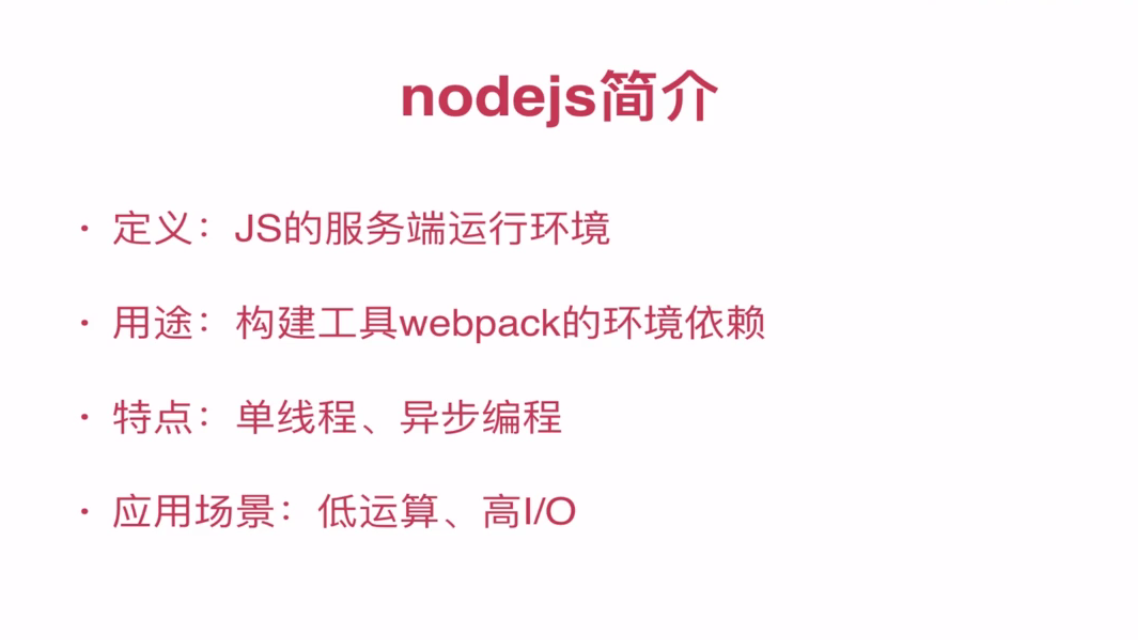 nodejs简介
· 定义：JS的服务端运行环境
· 用途：构建工具webpack的环境依赖
· 特点：单线程、异步编程
· 应用场景：低运算、高I/O